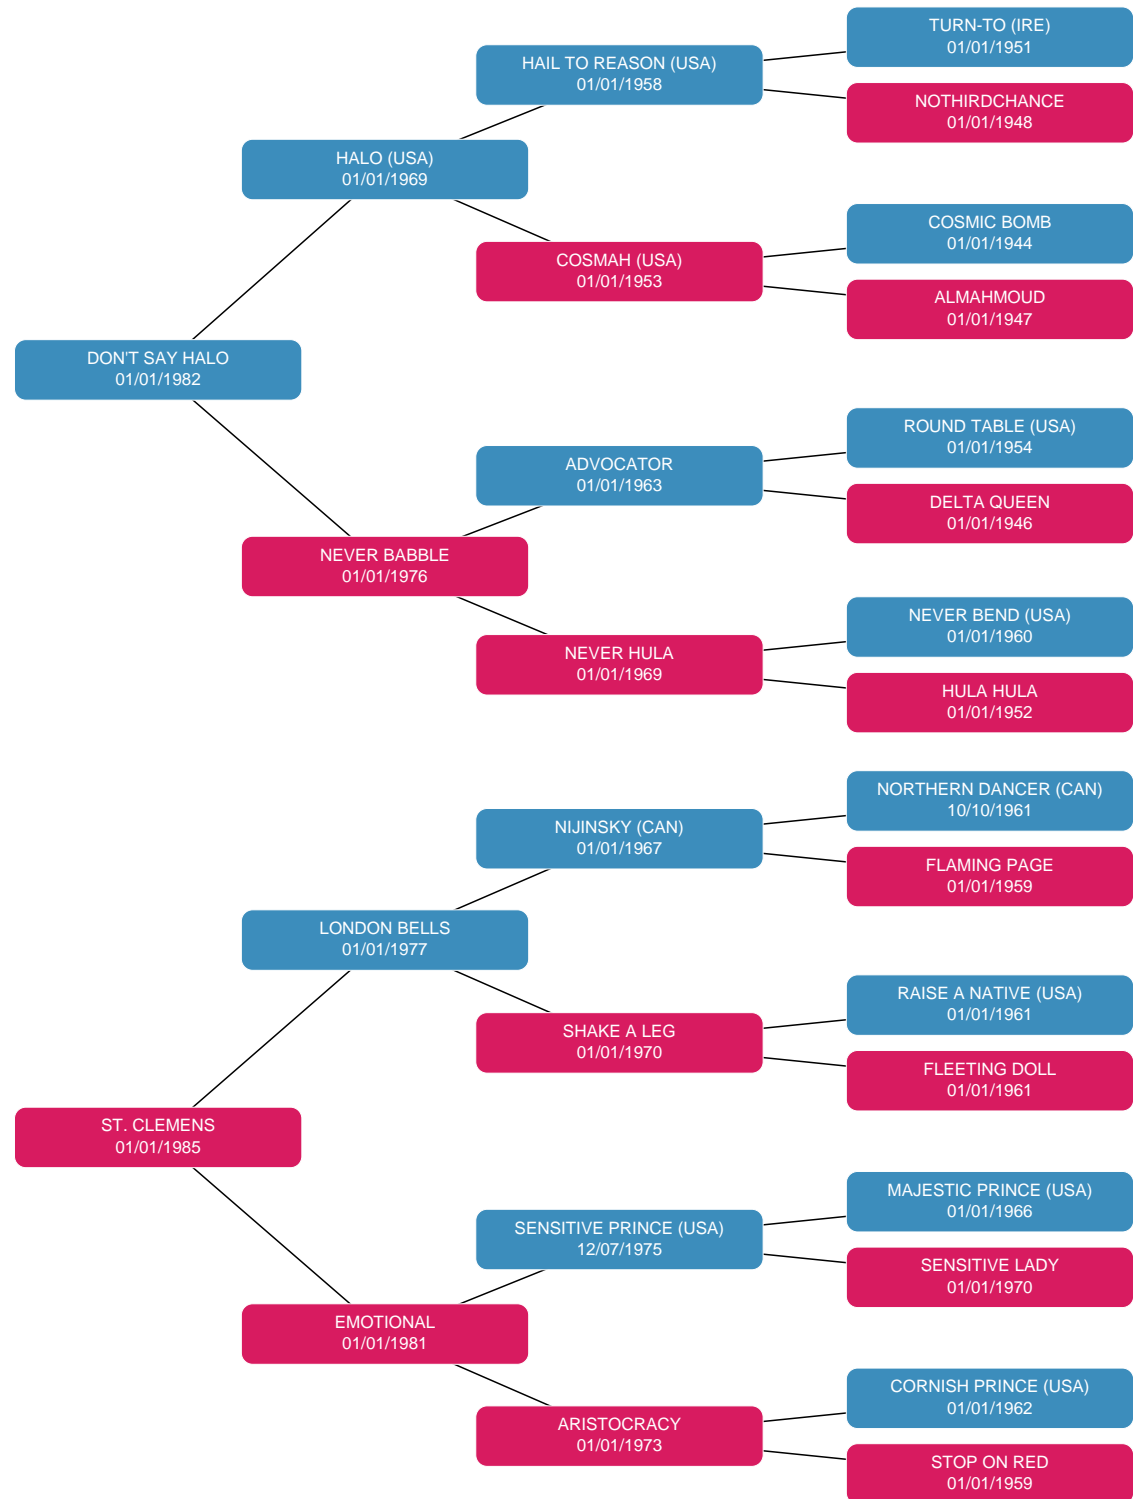 TURN-TO (IRE)
01/01/1951
HAIL TO REASON (USA)
01/01/1958
NOTHIRDCHANCE
01/01/1948
HALO (USA)
01/01/1969
COSMIC BOMB
01/01/1944
COSMAH (USA)
01/01/1953
ALMAHMOUD
01/01/1947
DON'T SAY HALO
01/01/1982
ROUND TABLE (USA)
01/01/1954
ADVOCATOR
01/01/1963
DELTA QUEEN
01/01/1946
NEVER BABBLE
01/01/1976
NEVER BEND (USA)
01/01/1960
NEVER HULA
01/01/1969
HULA HULA
01/01/1952
NORTHERN DANCER (CAN)
10/10/1961
NIJINSKY (CAN)
01/01/1967
FLAMING PAGE
01/01/1959
LONDON BELLS
01/01/1977
RAISE A NATIVE (USA)
01/01/1961
SHAKE A LEG
01/01/1970
FLEETING DOLL
01/01/1961
ST. CLEMENS
01/01/1985
MAJESTIC PRINCE (USA)
01/01/1966
SENSITIVE PRINCE (USA)
12/07/1975
SENSITIVE LADY
01/01/1970
EMOTIONAL
01/01/1981
CORNISH PRINCE (USA)
01/01/1962
ARISTOCRACY
01/01/1973
STOP ON RED
01/01/1959